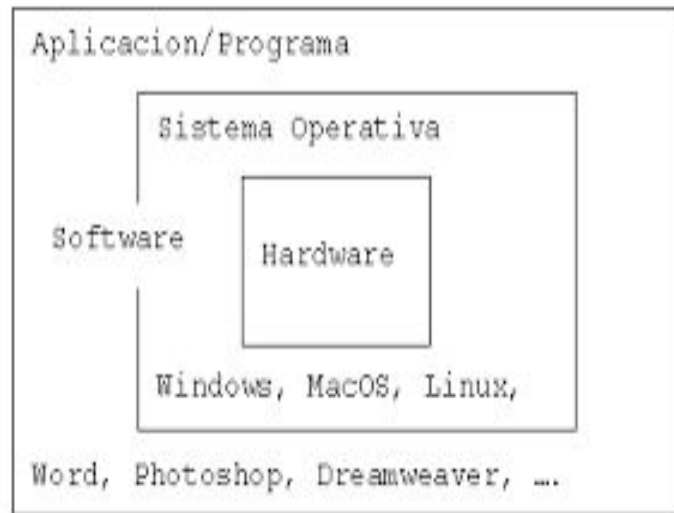 Aplicacion/Programa
Sistema Operativa
Software
Hardware
Windows, MacOS, Linux,
Word, Photoshop, Dreamweaver, ….